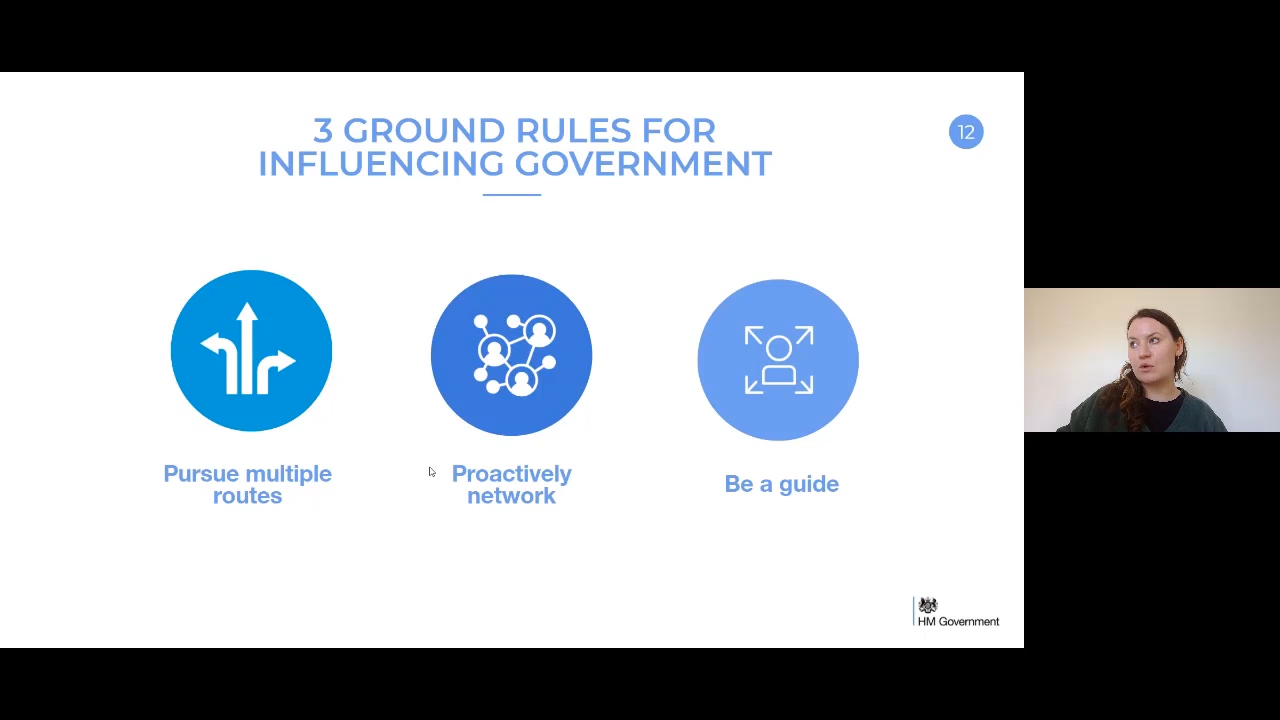 3 GROUND RULES FOR
INFLUENCING GOVERNMENT
12
Pursue multiple
routes
Proactively
network
Be a guide
HM Government